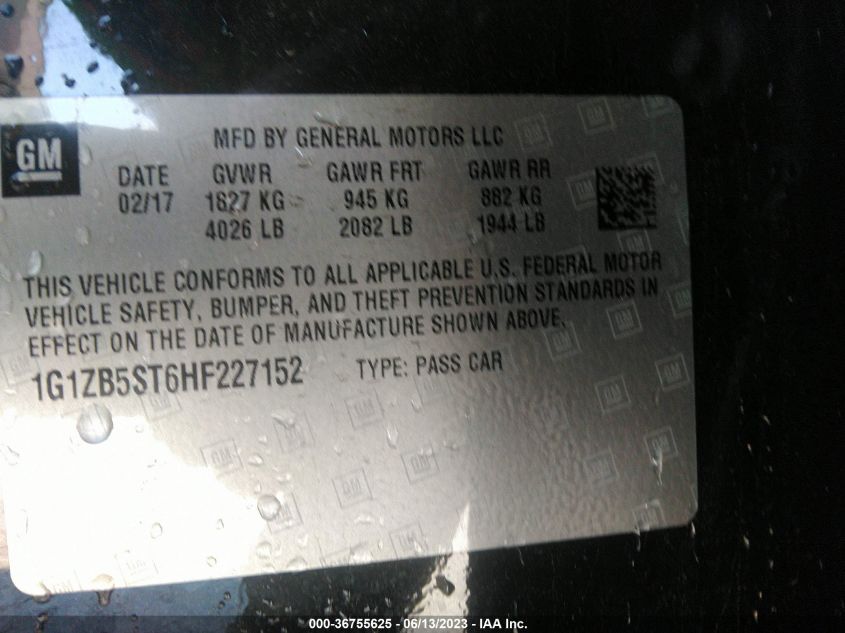 GM
MFD BY GENERAL MOTORS LLC
DATE GVWR GAWR FRT GAWR RR
02/17 1827 KG 945 KG 882 KG
4026 LB 2082 LB 1944 LB
THIS VEHICLE CONFORMS TO ALL APPLICABLE U.S. FEDERAL MOTOR
VEHICLE SAFETY, BUMPER, AND THEFT PREVENTION STANDARDS IN
EFFECT ON THE DATE OF MANUFACTURE SHOWN ABOVE.
1G1ZB5ST6HF227152 TYPE: PASS CAR
000-36755625 - 06/13/2023 - IAA Inc.